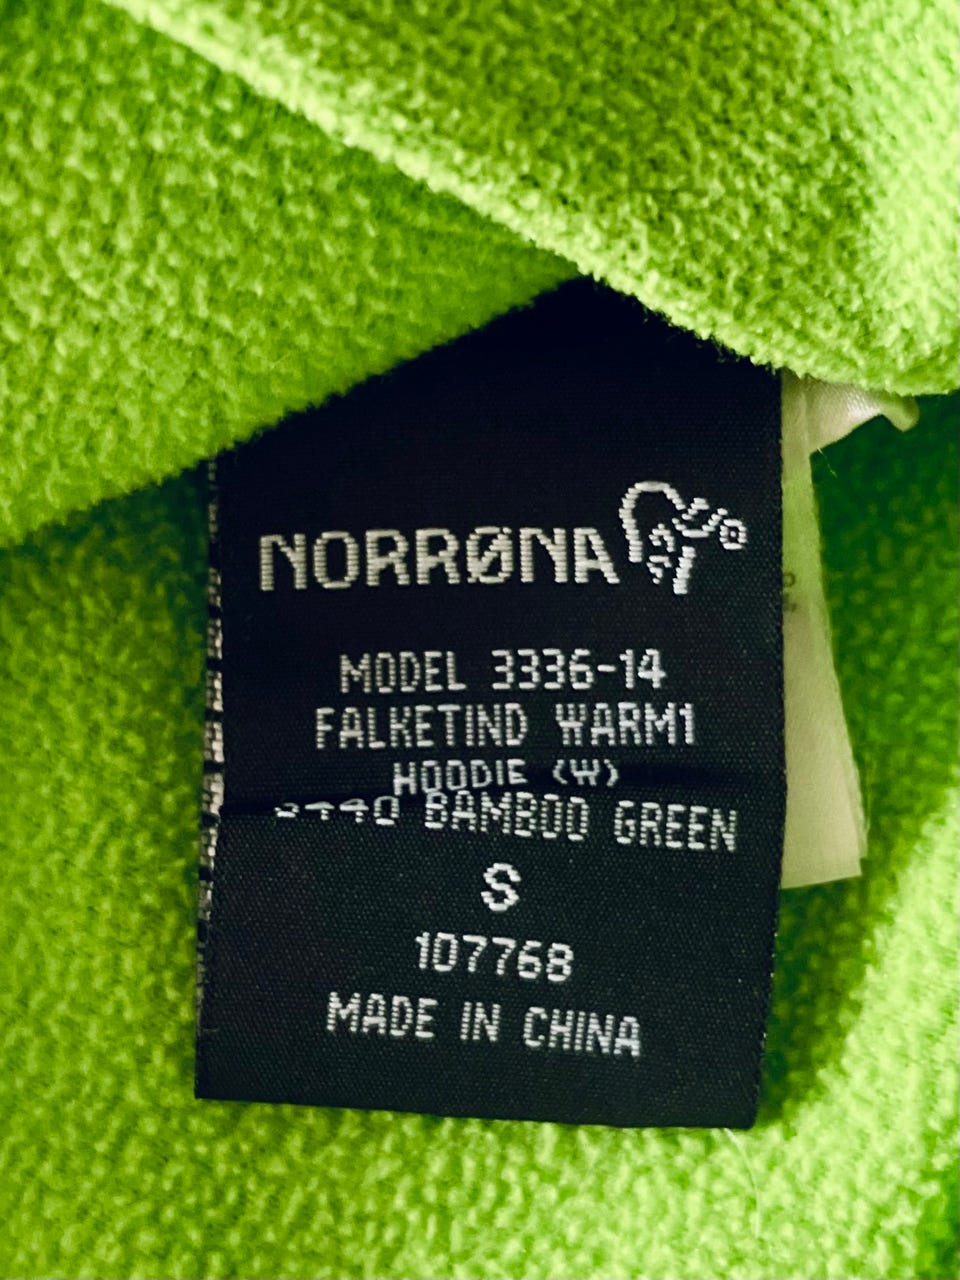 NORRØNA
MODEL 3336-14
FALKETIND WARM1
HOODIE (W)
BAMBOO GREEN
S
107768
MADE IN CHINA